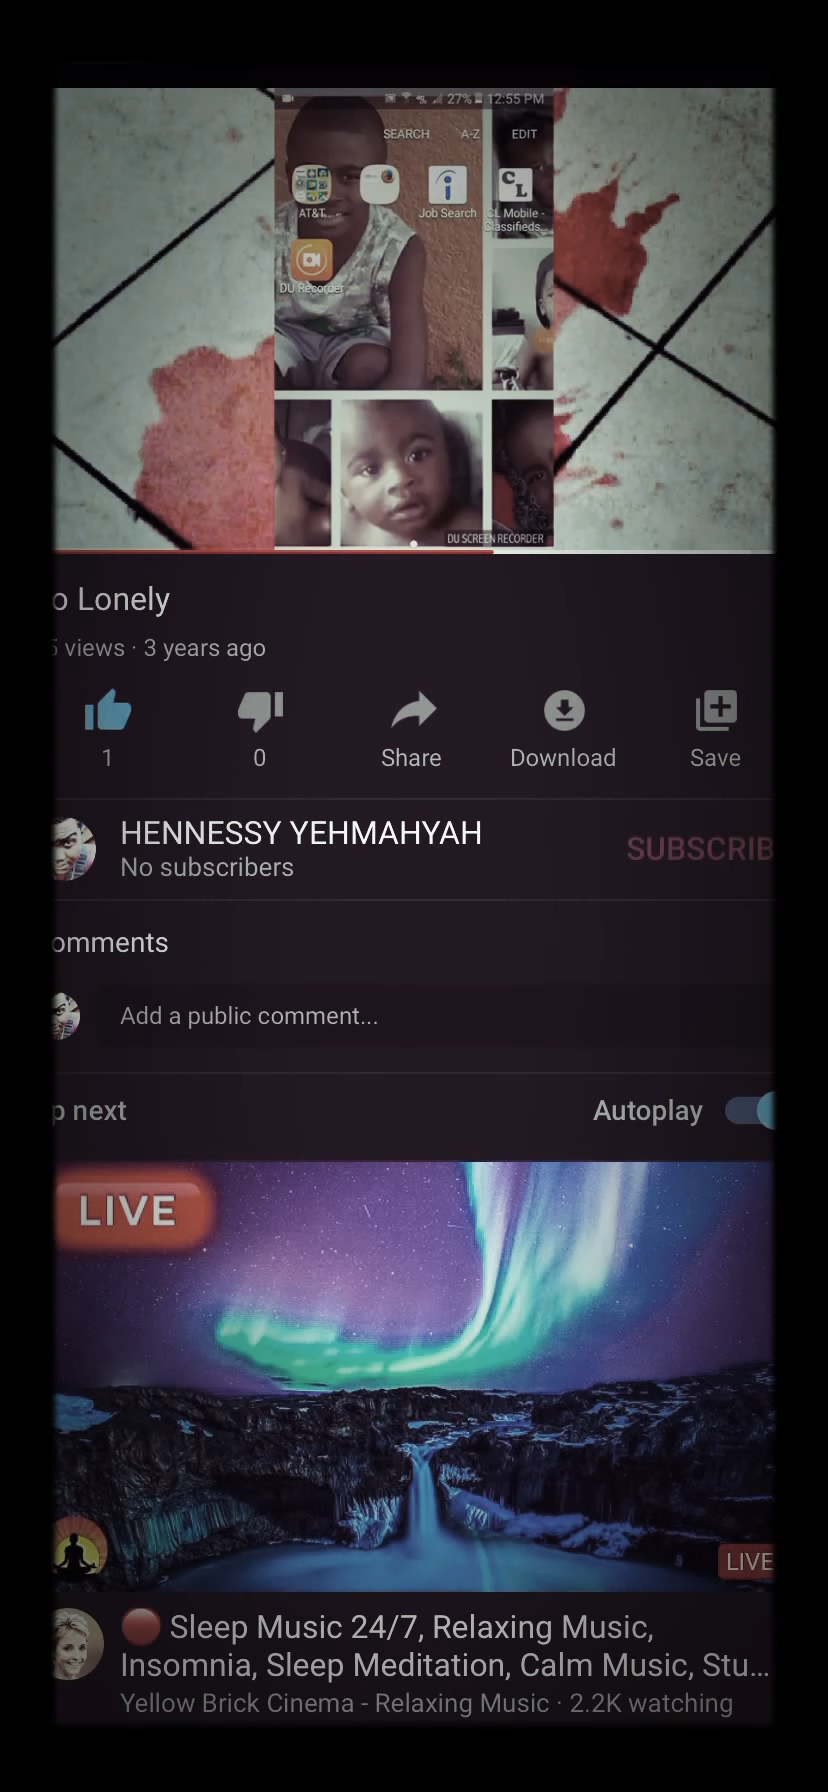 27% 12:55 PM
SEARCH A-Z EDIT
AT&T...
Job Search
CL Mobile -
Classifieds...
CL
DU Recorder
DU SCREEN RECORDER
o Lonely
5 views · 3 years ago
1
0
Share
Download
Save
HENNESSY YEHMAHYAH
SUBSCRIB
No subscribers
omments
Add a public comment...
p next
Autoplay
LIVE
LIVE
Sleep Music 24/7, Relaxing Music,
Insomnia, Sleep Meditation, Calm Music, Stu...
Yellow Brick Cinema - Relaxing Music · 2.2K watching